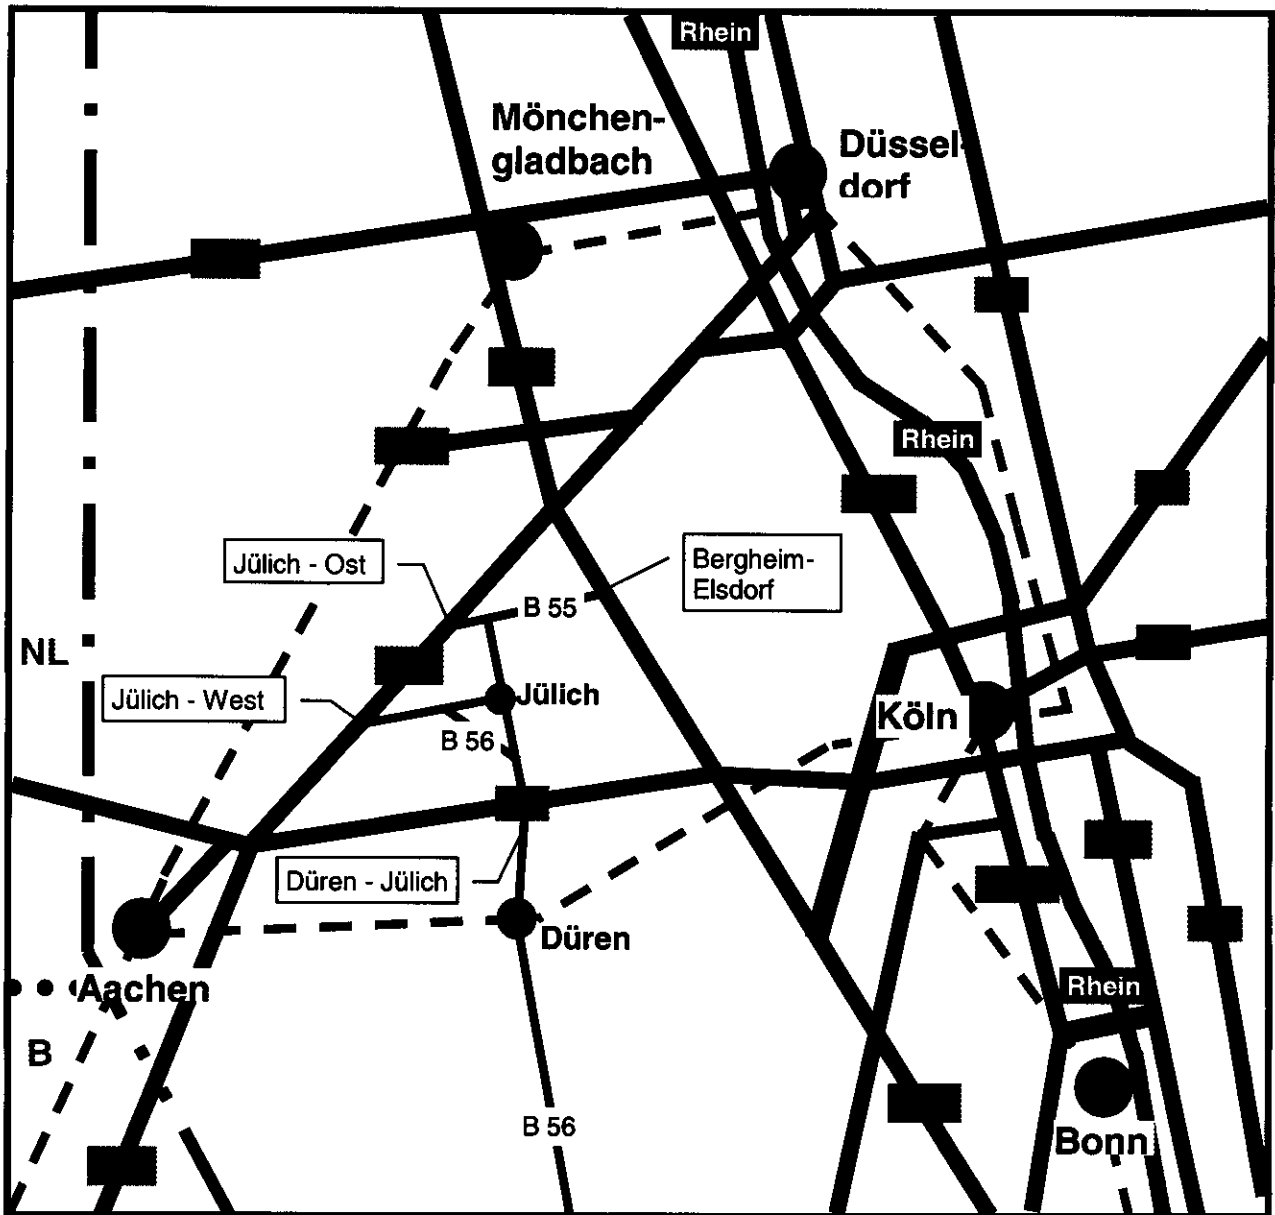 Rhein
Mönchen-
gladbach
Düssel-
dorf
Rhein
Jülich - Ost
Bergheim-
Elsdorf
B 55
NL
Jülich - West
Jülich
Köln
B 56
Düren - Jülich
Düren
Aachen
Rhein
B
B 56
Bonn